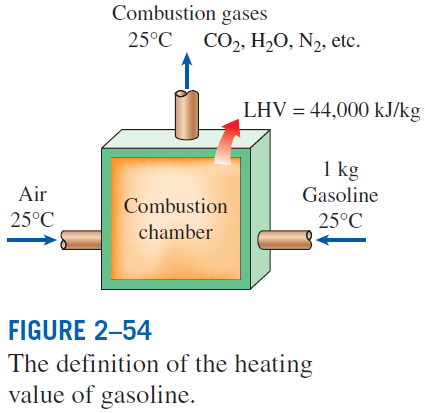 Combustion gases
25°C CO₂, H₂O, N₂, etc.
LHV = 44,000 kJ/kg
Air
25°C
Combustion
chamber
1 kg
Gasoline
25°C
FIGURE 2–54
The definition of the heating
value of gasoline.